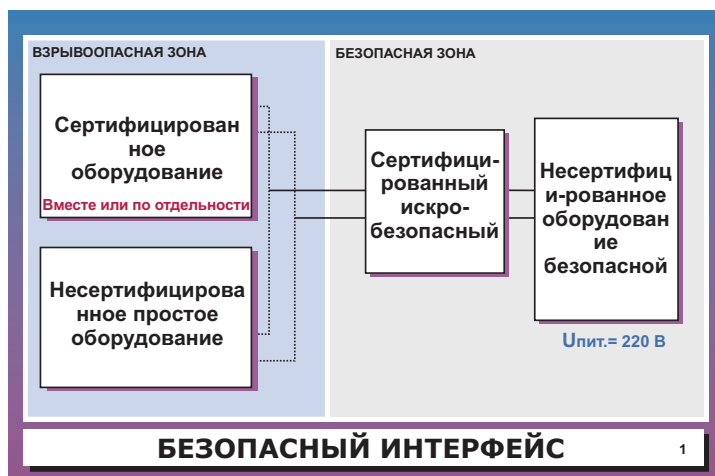 ВЗРЫВООПАСНАЯ ЗОНА
БЕЗОПАСНАЯ ЗОНА
Сертифицирован
ное
оборудование
Вместе или по отдельности
Несертифицирова
нное простое
оборудование
Сертифици-
рованный
искро-
безопасный
Несертифиц
и-рованное
оборудован
ие
безопасной
Uпит.= 220 В
БЕЗОПАСНЫЙ ИНТЕРФЕЙС
1